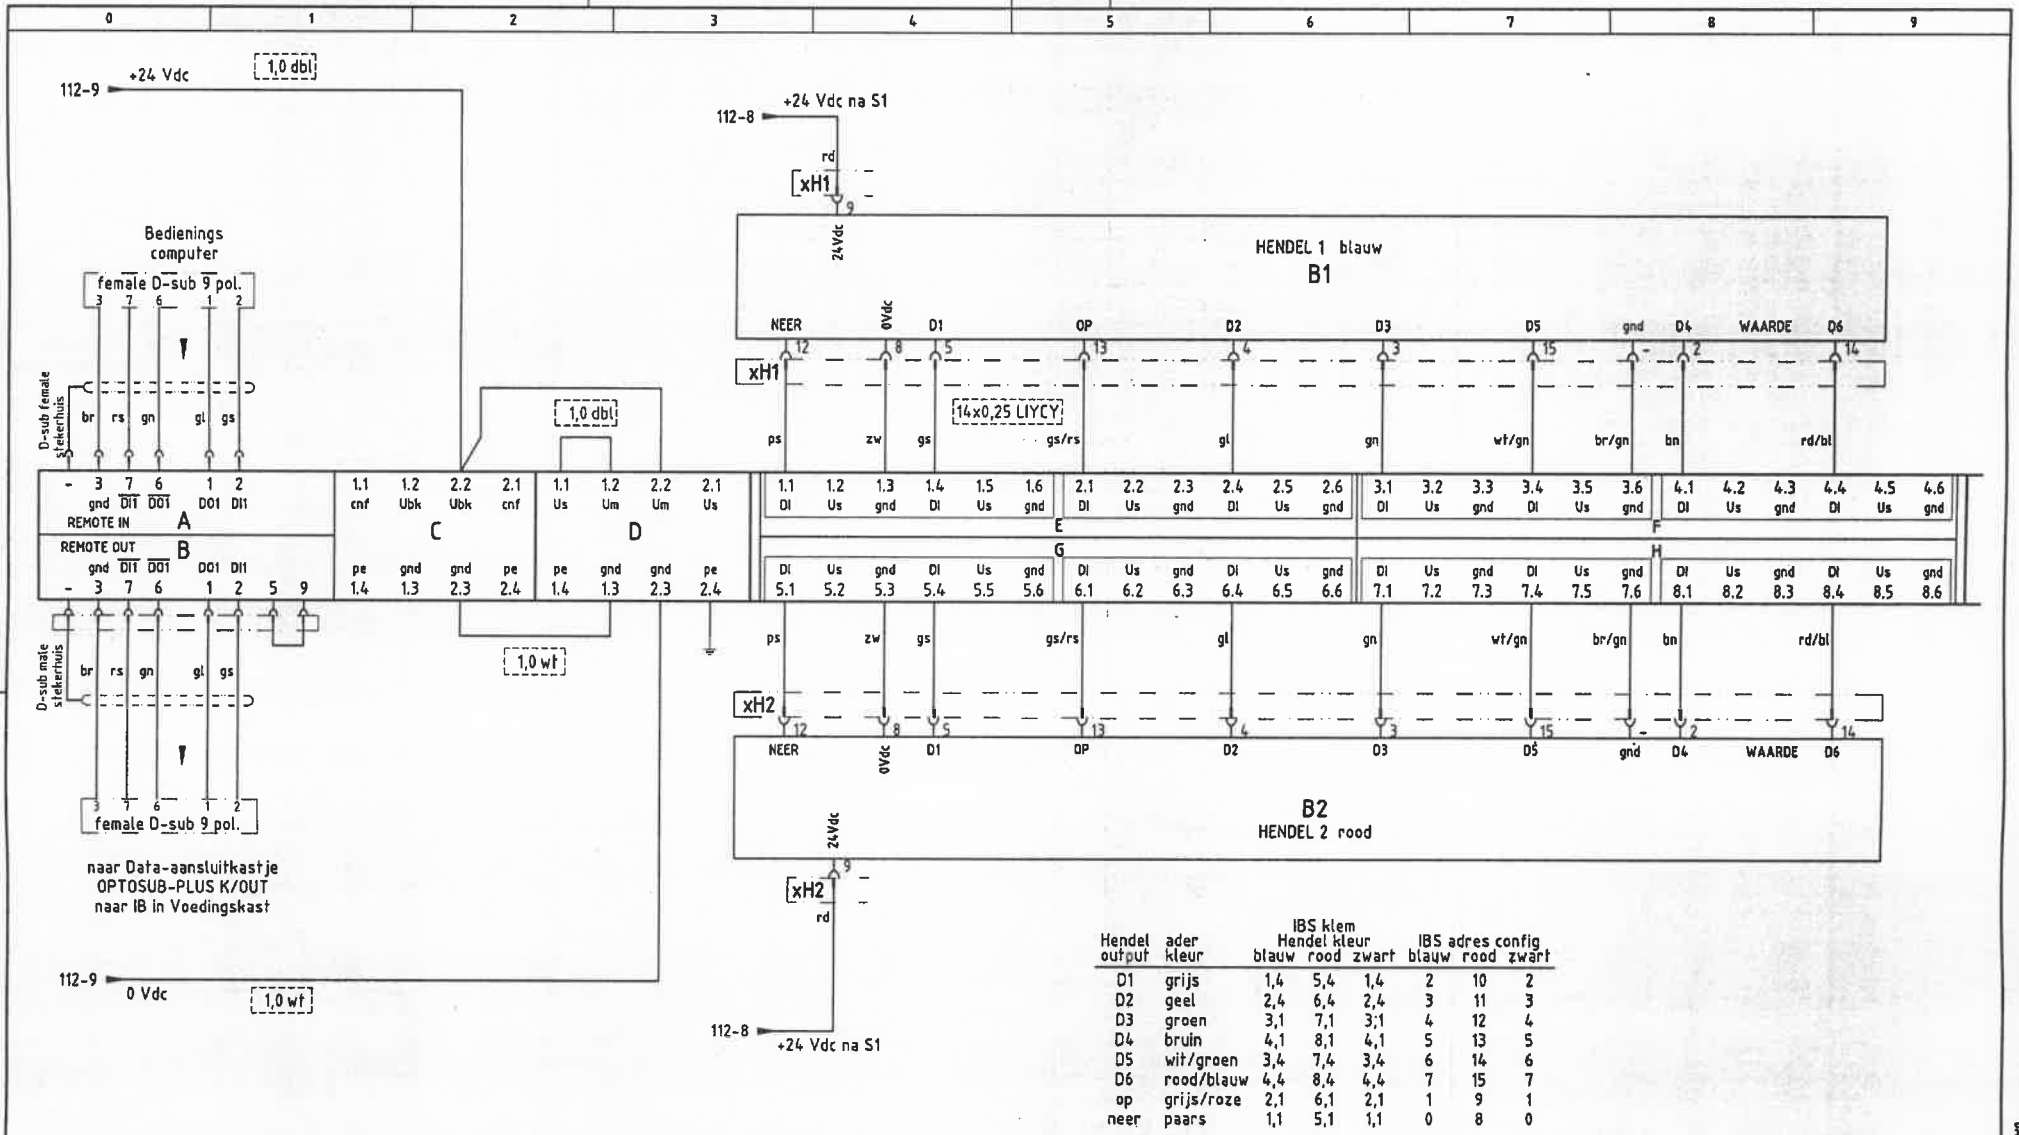 0 1 2 3 4 5 6 7 8 9
+24 Vdc
1,0 dbl
112-9
+24 Vdc na S1
112-8
rd
xH1
9
24Vdc
HENDEL 1 blauw
B1
Bedienings
computer
female D-sub 9 pol.
3 7 6 1 2
NEER 0Vdc D1 OP D2 D3 D5 gnd D4 WAARDE D6
12 8 5 13 4 3 15 - 2 14
xH1
D-sub female
stekerhuis
br rs gn gl gs
1,0 dbl
14x0,25 LIYCY
ps zw gs gs/rs gl gn wt/gn br/gn bn rd/bl
- 3 7 6 1 2
gnd DI1 DO1 DO1 DI1
REMOTE IN A
1.1 1.2 2.2 2.1
cnf Ubk Ubk cnf
C
1.1 1.2 2.2 2.1
Us Um Um Us
D
1.1 1.2 1.3 1.4 1.5 1.6 2.1 2.2 2.3 2.4 2.5 2.6
DI Us gnd DI Us gnd DI Us gnd DI Us gnd
E
3.1 3.2 3.3 3.4 3.5 3.6 4.1 4.2 4.3 4.4 4.5 4.6
DI Us gnd DI Us gnd DI Us gnd DI Us gnd
F
REMOTE OUT B
gnd DI1 DO1 DO1 DI1
- 3 7 6 1 2 5 9
pe gnd gnd pe
1.4 1.3 2.3 2.4
pe gnd gnd pe
1.4 1.3 2.3 2.4
G
DI Us gnd DI Us gnd DI Us gnd DI Us gnd
5.1 5.2 5.3 5.4 5.5 5.6 6.1 6.2 6.3 6.4 6.5 6.6
H
DI Us gnd DI Us gnd DI Us gnd DI Us gnd
7.1 7.2 7.3 7.4 7.5 7.6 8.1 8.2 8.3 8.4 8.5 8.6
D-sub male
stekerhuis
br rs gn gl gs
1,0 wt
ps zw gs gs/rs gl gn wt/gn br/gn bn rd/bl
xH2
12 8 5 13 4 3 15 - 2 14
NEER 0Vdc D1 OP D2 D3 D5 gnd D4 WAARDE D6
3 7 6 1 2
female D-sub 9 pol.
B2
HENDEL 2 rood
24Vdc
9
xH2
rd
naar Data-aansluitkastje
OPTOSUB-PLUS K/OUT
naar IB in Voedingskast
112-9
0 Vdc
1,0 wt
112-8
+24 Vdc na S1
IBS klem
Hendel ader Hendel kleur IBS adres config
output kleur blauw rood zwart blauw rood zwart
D1 grijs 1,4 5,4 1,4 2 10 2
D2 geel 2,4 6,4 2,4 3 11 3
D3 groen 3,1 7,1 3,1 4 12 4
D4 bruin 4,1 8,1 4,1 5 13 5
D5 wit/groen 3,4 7,4 3,4 6 14 6
D6 rood/blauw 4,4 8,4 4,4 7 15 7
op grijs/roze 2,1 6,1 2,1 1 9 1
neer paars 1,1 5,1 1,1 0 8 0